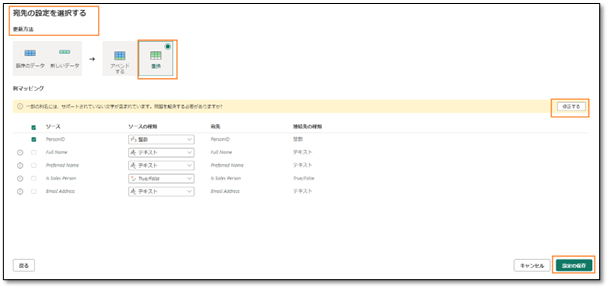 宛先の設定を選択する
更新方法
既存のデータ 新しいデータ アペンドする 置換
列マッピング
一部の列名には、サポートされていない文字が含まれています。問題を解決する必要がありますか? 修正する
ソース ソースの種類 宛先 接続先の種類
PersonID 整数 PersonID 整数
Full Name テキスト Full Name テキスト
Preferred Name テキスト Preferred Name テキスト
Is Sales Person True/False Is Sales Person True/False
Email Address テキスト Email Address テキスト
戻る キャンセル 設定の保存